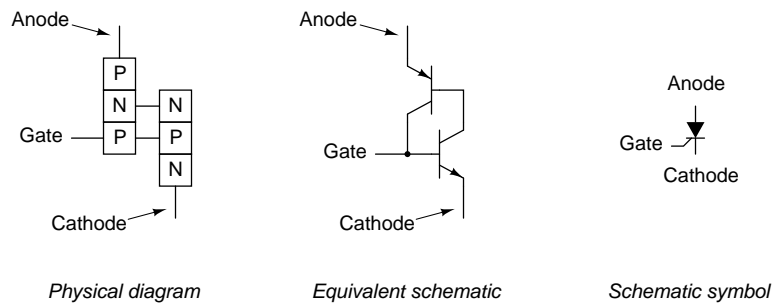 Anode
P
N
N
Gate
P
P
N
Cathode
Physical diagram
Anode
Gate
Cathode
Equivalent schematic
Anode
Gate
Cathode
Schematic symbol